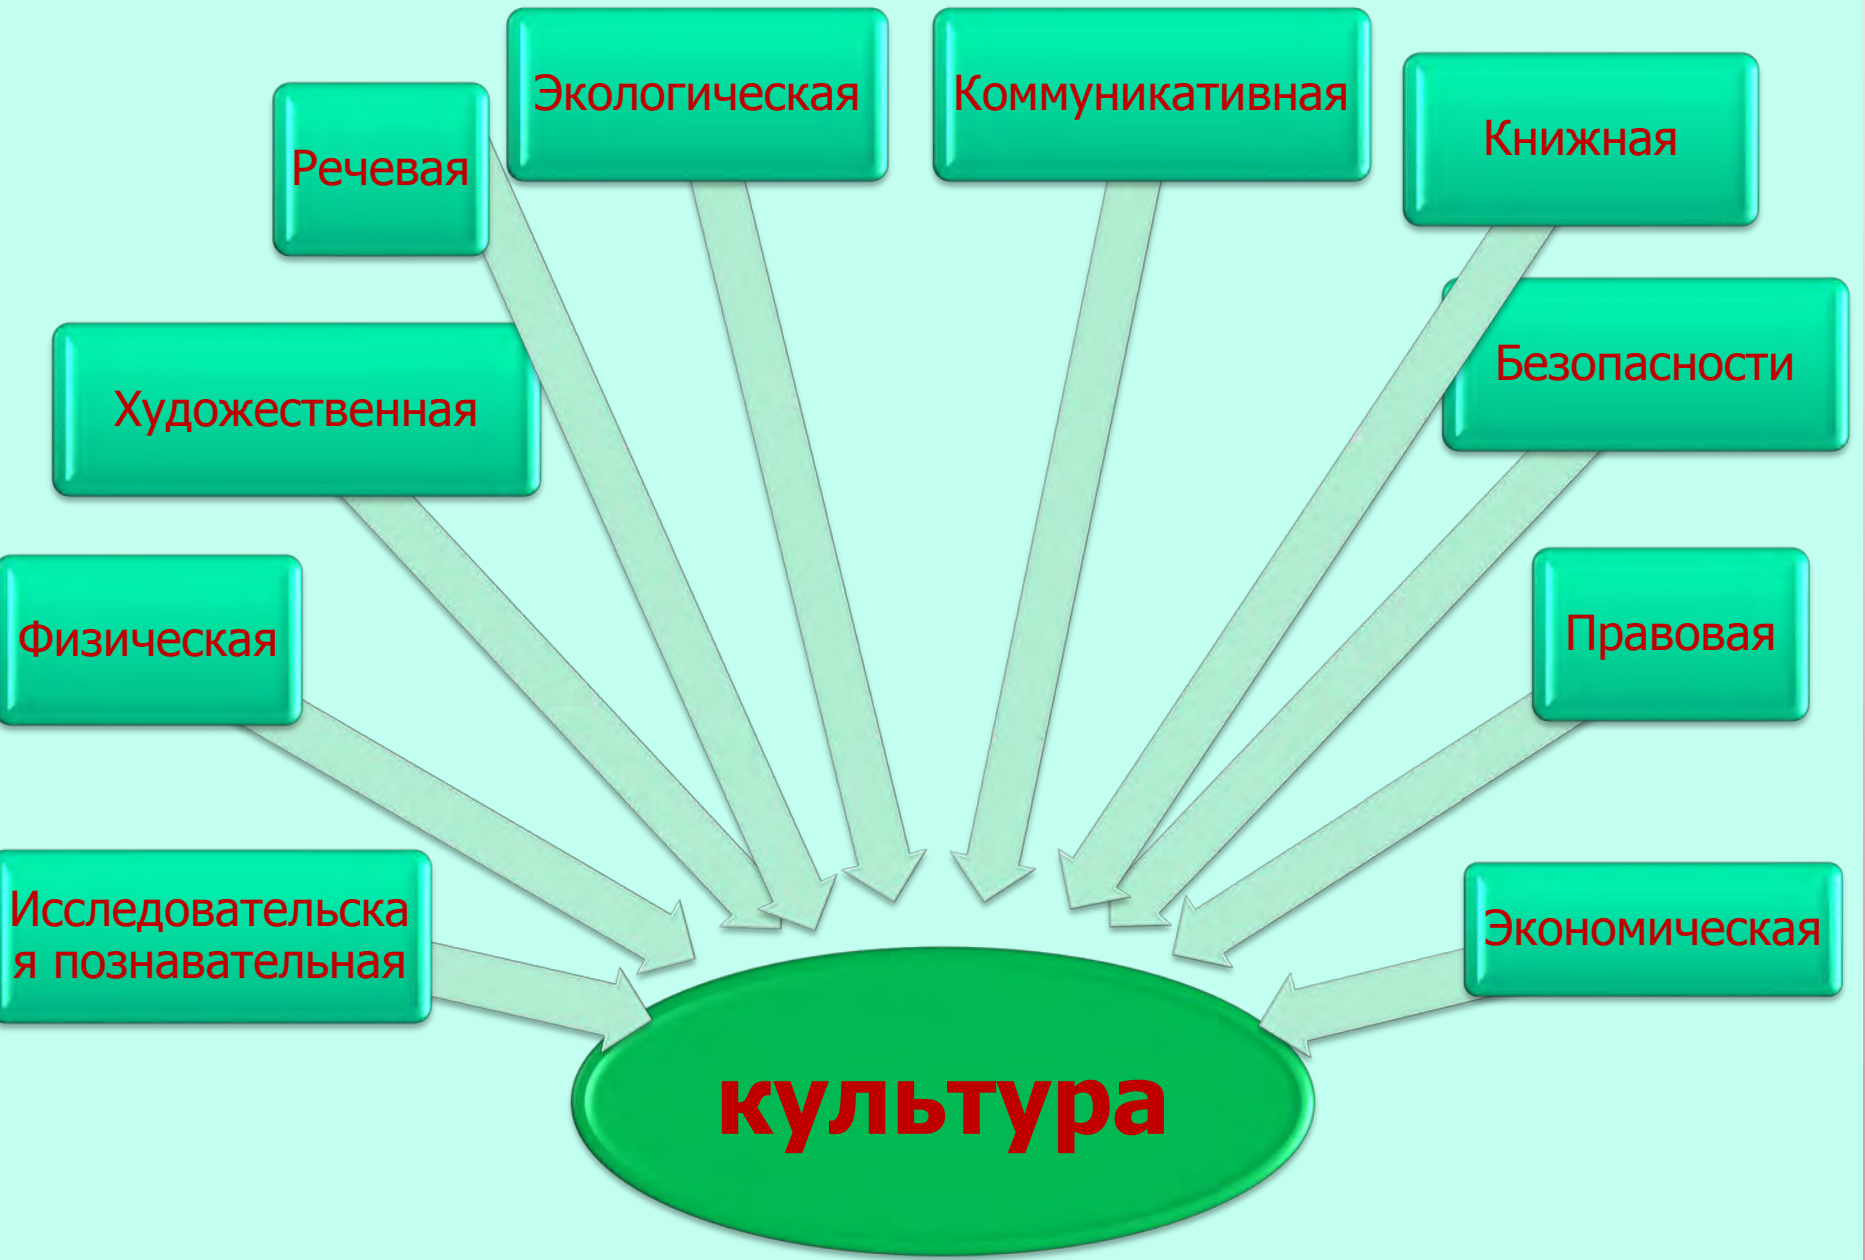 Экологическая
Коммуникативная
Книжная
Речевая
Безопасности
Художественная
Физическая
Правовая
Исследовательска
я познавательная
Экономическая
культура